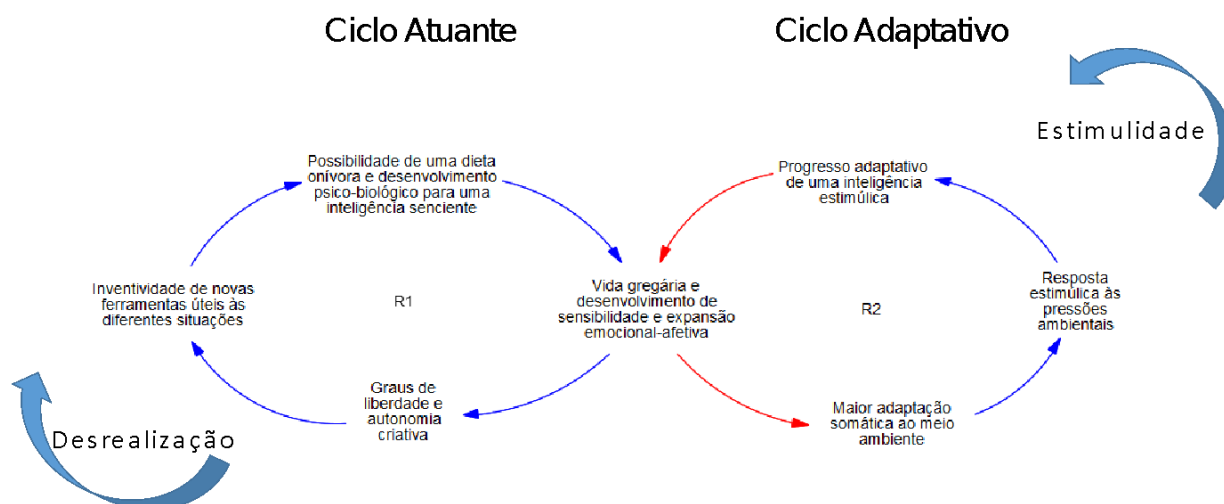 Ciclo Atuante
Ciclo Adaptativo
Estimulidade
Possibilidade de uma dieta
onívora e desenvolvimento
psico-biológico para uma
inteligência senciente
Progresso adaptativo
de uma inteligência
estimúlica
Inventividade de novas
ferramentas úteis às
diferentes situações
R1
Vida gregária e
desenvolvimento de
sensibilidade e expansão
emocional-afetiva
R2
Resposta
estimúlica às
pressões
ambientais
Graus de
liberdade e
autonomia
criativa
Maior adaptação
somática ao meio
ambiente
Desrealização